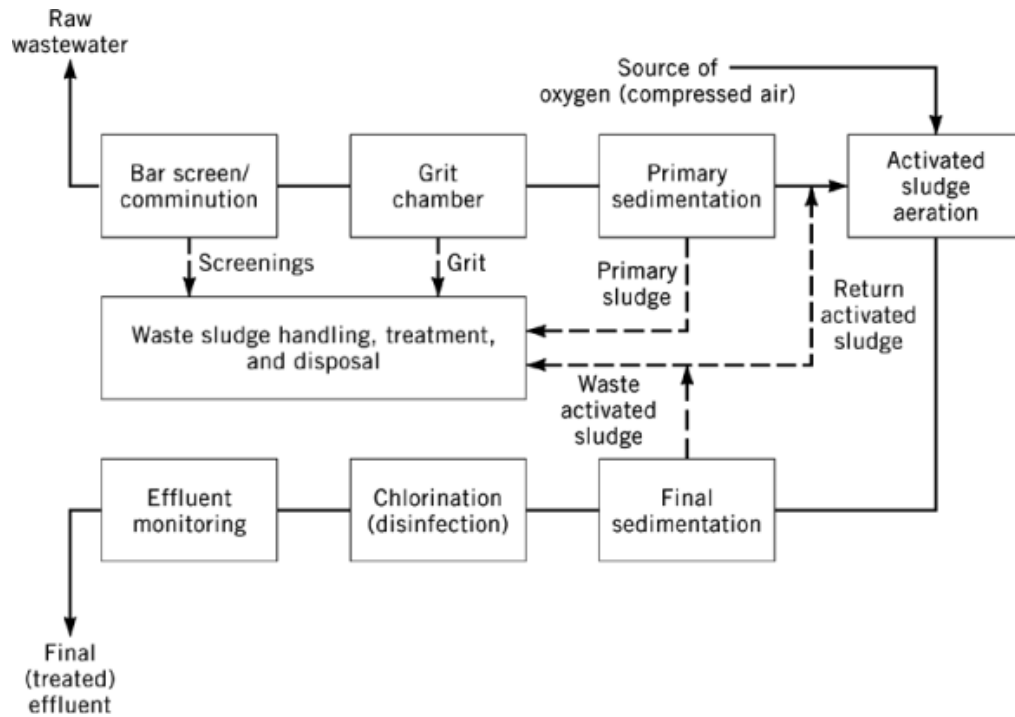 Raw
wastewater
Source of
oxygen (compressed air)
Bar screen/
comminution
Grit
chamber
Primary
sedimentation
Activated
sludge
aeration
Screenings
Grit
Primary
sludge
Return
activated
sludge
Waste sludge handling, treatment,
and disposal
Waste
activated
sludge
Effluent
monitoring
Chlorination
(disinfection)
Final
sedimentation
Final
(treated)
effluent